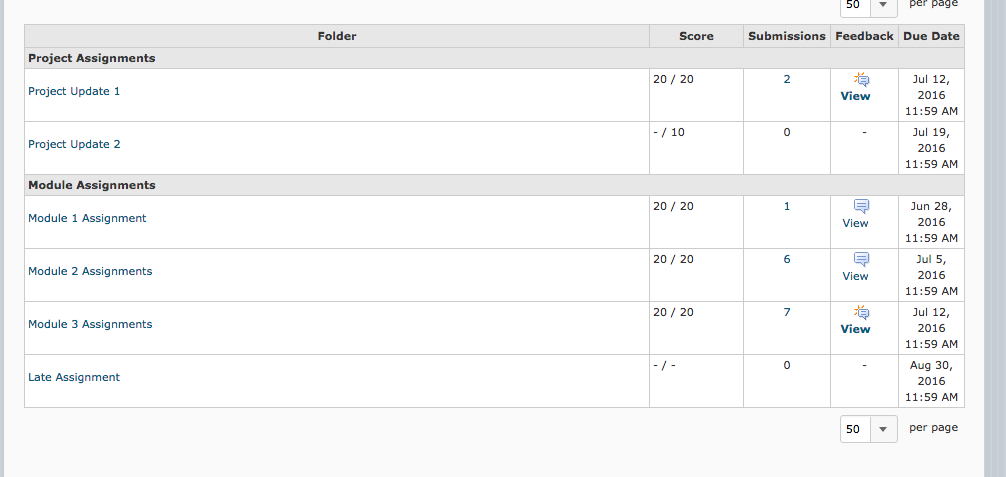 50 per page
Folder Score Submissions Feedback Due Date
Project Assignments
Project Update 1 20 / 20 2 View Jul 12,
2016
11:59 AM
Project Update 2 - / 10 0 - Jul 19,
2016
11:59 AM
Module Assignments
Module 1 Assignment 20 / 20 1 View Jun 28,
2016
11:59 AM
Module 2 Assignments 20 / 20 6 View Jul 5,
2016
11:59 AM
Module 3 Assignments 20 / 20 7 View Jul 12,
2016
11:59 AM
Late Assignment - / - 0 - Aug 30,
2016
11:59 AM
50 per page